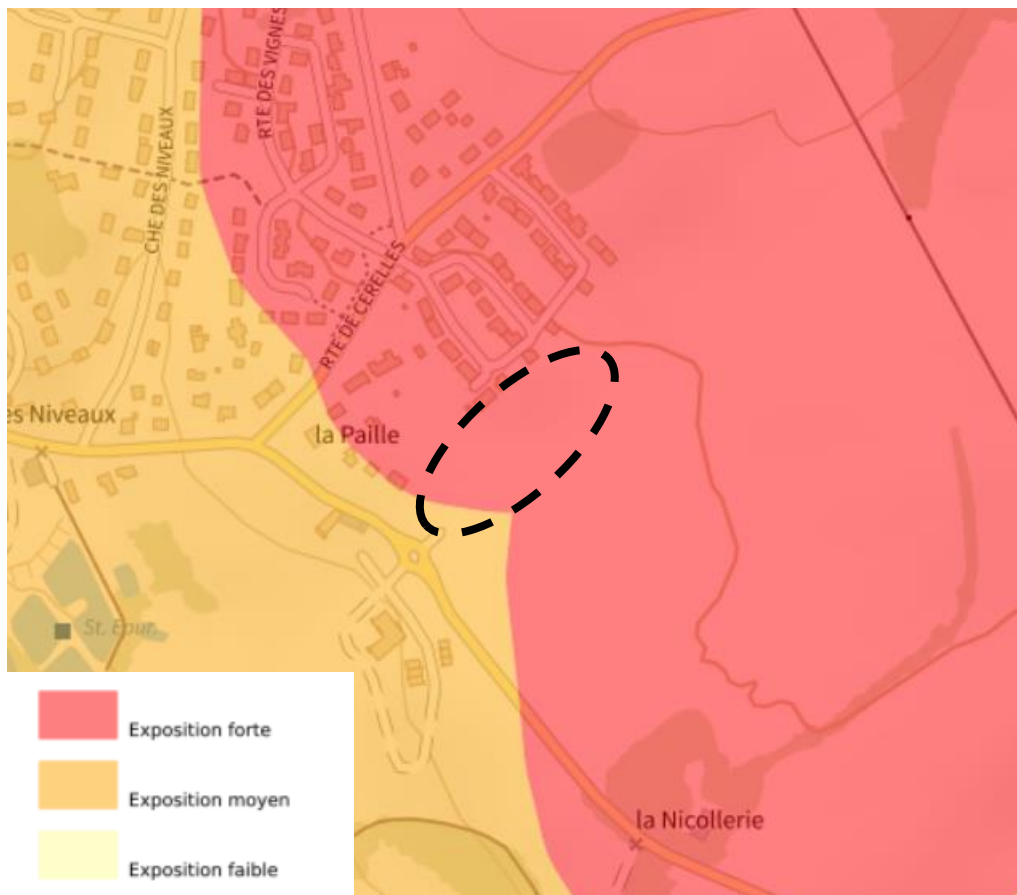 RTE DES VIGNES
CHE DES NIVEAUX
RTE DE CERELLES
es Niveaux
la Paille
St. Epur.
la Nicollerie
Exposition forte
Exposition moyen
Exposition faible